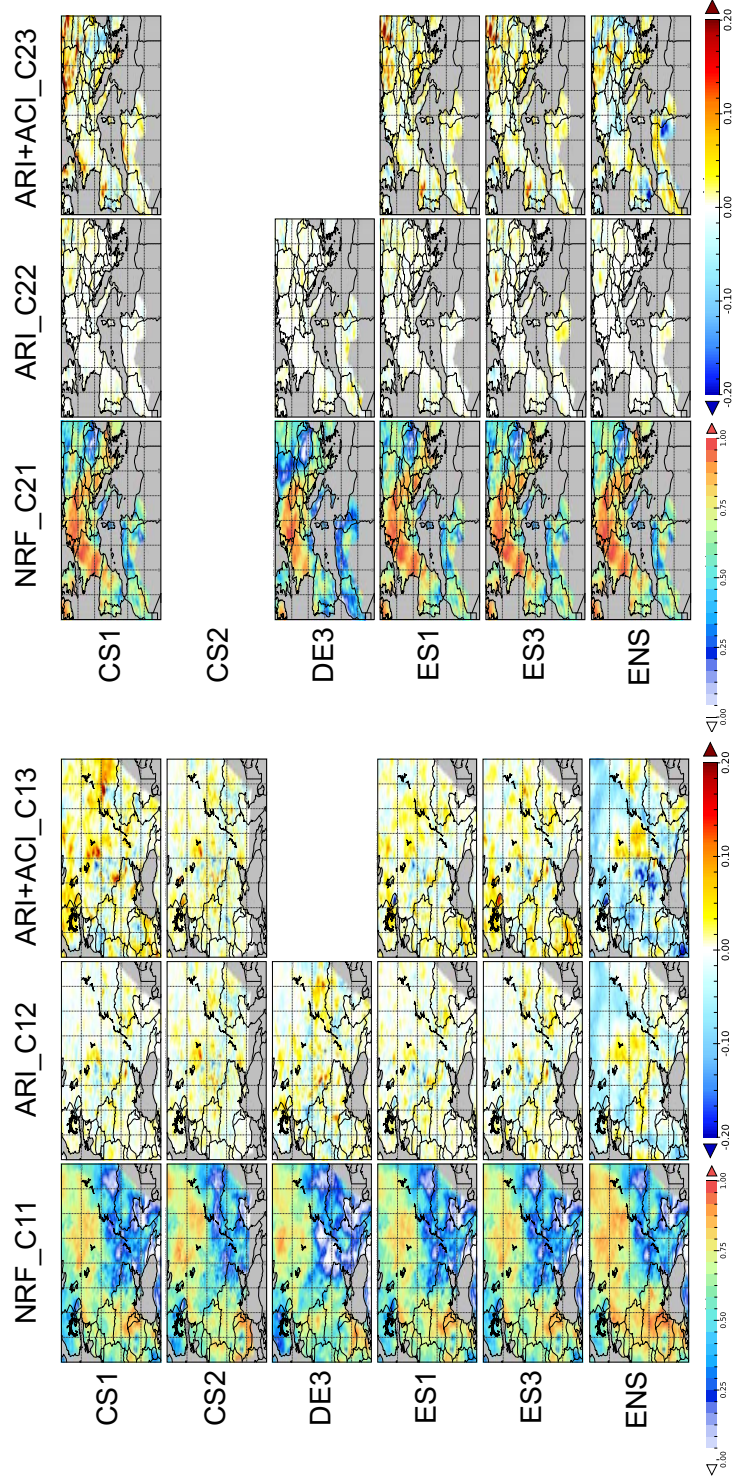 NRF_C11 ARI_C12 ARI+ACI_C13 NRF_C21 ARI_C22 ARI+ACI_C23
CS1 CS1
CS2 CS2
DE3 DE3
ES1 ES1
ES3 ES3
ENS ENS
0.00 0.25 0.50 0.75 1.00 -0.20 -0.10 0.00 0.10 0.20 0.00 0.25 0.50 0.75 1.00 -0.20 -0.10 0.00 0.10 0.20